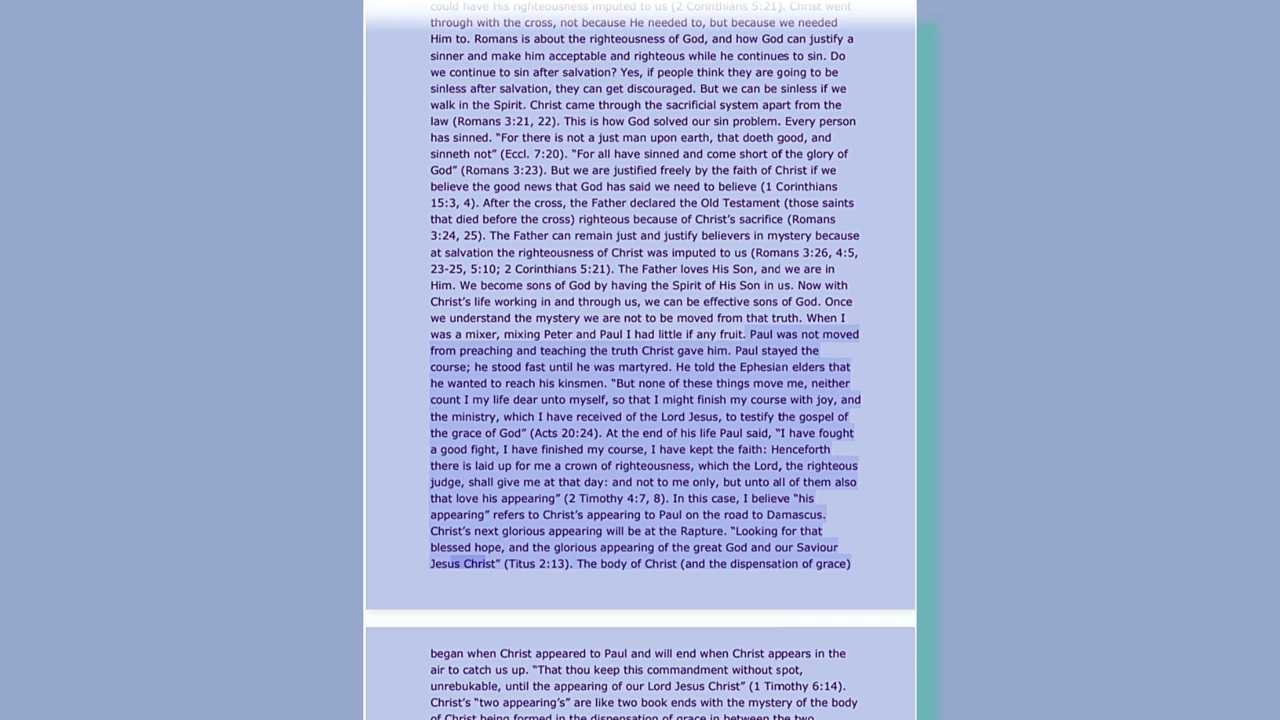 could have His righteousness imputed to us (2 Corinthians 5:21). Christ went
through with the cross, not because He needed to, but because we needed
Him to. Romans is about the righteousness of God, and how God can justify a
sinner and make him acceptable and righteous while he continues to sin. Do
we continue to sin after salvation? Yes, if people think they are going to be
sinless after salvation, they can get discouraged. But we can be sinless if we
walk in the Spirit. Christ came through the sacrificial system apart from the
law (Romans 3:21, 22). This is how God solved our sin problem. Every person
has sinned. “For there is not a just man upon earth, that doeth good, and
sinneth not” (Eccl. 7:20). “For all have sinned and come short of the glory of
God” (Romans 3:23). But we are justified freely by the faith of Christ if we
believe the good news that God has said we need to believe (1 Corinthians
15:3, 4). After the cross, the Father declared the Old Testament (those saints
that died before the cross) righteous because of Christ’s sacrifice (Romans
3:24, 25). The Father can remain just and justify believers in mystery because
at salvation the righteousness of Christ was imputed to us (Romans 3:26, 4:5,
23-25, 5:10; 2 Corinthians 5:21). The Father loves His Son, and we are in
Him. We become sons of God by having the Spirit of His Son in us. Now with
Christ’s life working in and through us, we can be effective sons of God. Once
we understand the mystery we are not to be moved from that truth. When I
was a mixer, mixing Peter and Paul I had little if any fruit. Paul was not moved
from preaching and teaching the truth Christ gave him. Paul stayed the
course; he stood fast until he was martyred. He told the Ephesian elders that
he wanted to reach his kinsmen. “But none of these things move me, neither
count I my life dear unto myself, so that I might finish my course with joy, and
the ministry, which I have received of the Lord Jesus, to testify the gospel of
the grace of God” (Acts 20:24). At the end of his life Paul said, “I have fought
a good fight, I have finished my course, I have kept the faith: Henceforth
there is laid up for me a crown of righteousness, which the Lord, the righteous
judge, shall give me at that day: and not to me only, but unto all of them also
that love his appearing” (2 Timothy 4:7, 8). In this case, I believe “his
appearing” refers to Christ’s appearing to Paul on the road to Damascus.
Christ’s next glorious appearing will be at the Rapture. “Looking for that
blessed hope, and the glorious appearing of the great God and our Saviour
Jesus Christ” (Titus 2:13). The body of Christ (and the dispensation of grace)
began when Christ appeared to Paul and will end when Christ appears in the
air to catch us up. “That thou keep this commandment without spot,
unrebukable, until the appearing of our Lord Jesus Christ” (1 Timothy 6:14).
Christ’s “two appearing’s” are like two book ends with the mystery of the body
of Christ being formed in the dispensation of grace in between the two